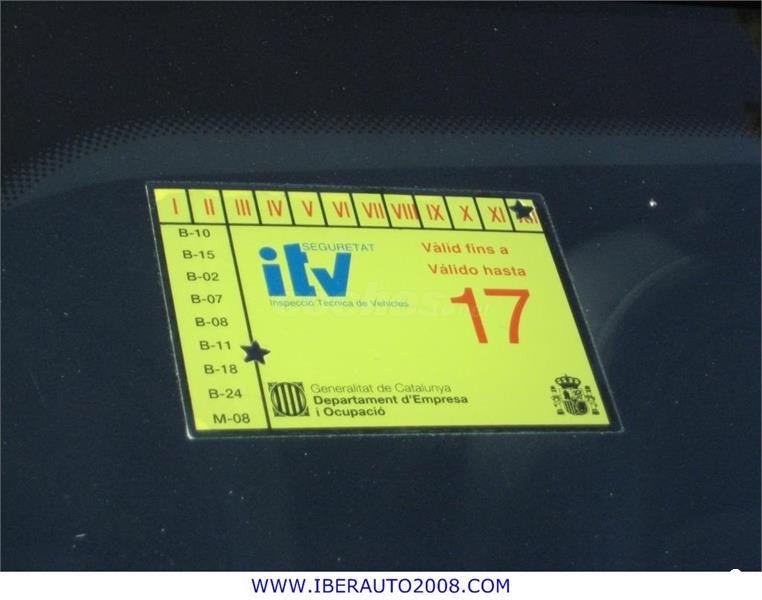 I II III IV V VI VII VIII IX X XI XII
B-10
B-15
B-02
B-07
B-08
B-11
B-18
B-24
M-08
SEGURETAT
itv
Inspecció Tècnica de Vehicles
Vàlid fins a
Válido hasta
17
Generalitat de Catalunya
Departament d'Empresa
i Ocupació
WWW.IBERAUTO2008.COM